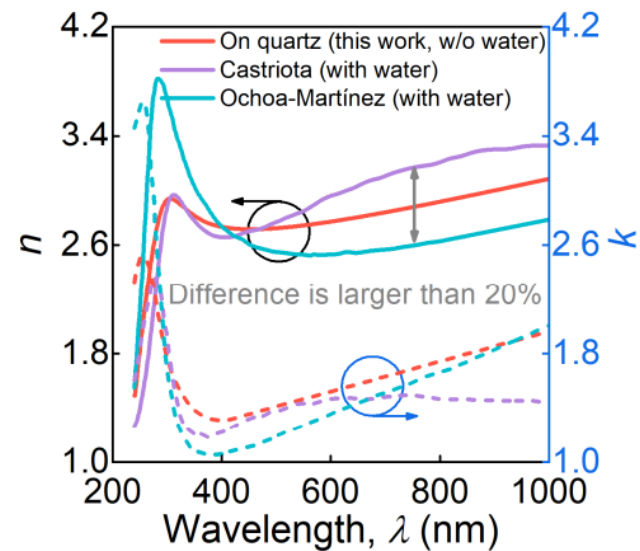 4.2
3.4
2.6
1.8
1.0
n
On quartz (this work, w/o water)
Castriota (with water)
Ochoa-Martínez (with water)
Difference is larger than 20%
4.2
3.4
2.6
1.8
1.0
k
200 400 600 800 1000
Wavelength, λ (nm)